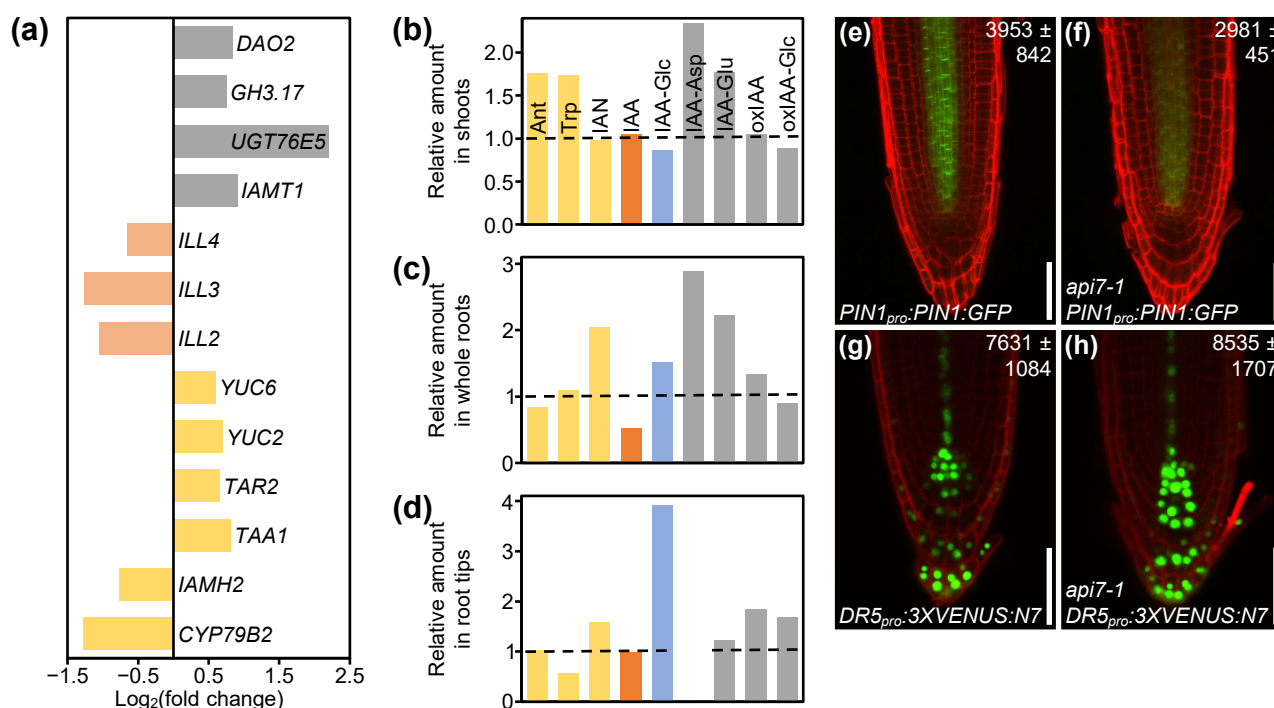 (a)
DAO2
GH3.17
UGT76E5
IAMT1
ILL4
ILL3
ILL2
YUC6
YUC2
TAR2
TAA1
IAMH2
CYP79B2
−1.5
−0.5
0.5
1.5
2.5
Log2(fold change)
(b)
Relative amount
in shoots
2.0
1.5
1.0
0.5
0.0
Ant
Trp
IAN
IAA
IAA-Glc
IAA-Asp
IAA-Glu
oxIAA
oxIAA-Glc
(c)
Relative amount
in whole roots
3
2
1
0
(d)
Relative amount
in root tips
4
3
2
1
0
(e)
3953 ±
842
PIN1pro:PIN1:GFP
(f)
2981 ±
451
api7-1
PIN1pro:PIN1:GFP
(g)
7631 ±
1084
DR5pro:3XVENUS:N7
(h)
8535 ±
1707
api7-1
DR5pro:3XVENUS:N7